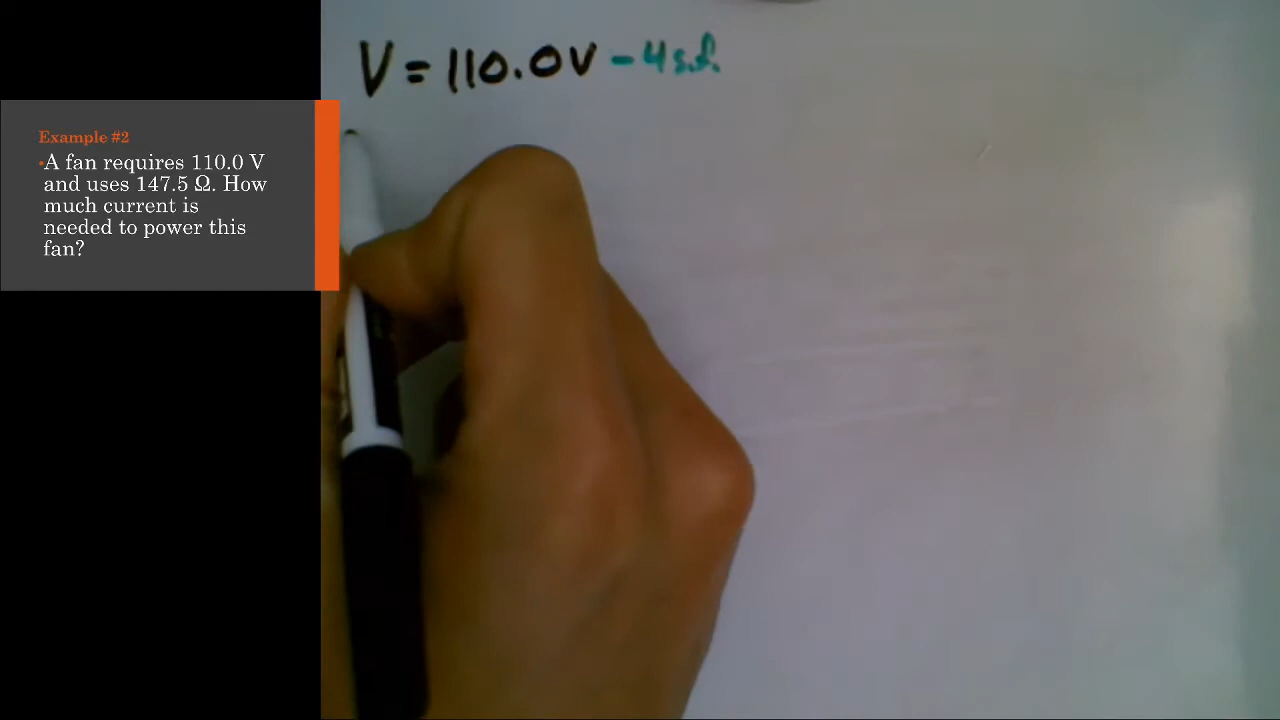 Example #2
•A fan requires 110.0 V
and uses 147.5 Ω. How
much current is
needed to power this
fan?
V = 110.0V - 4 s.f.